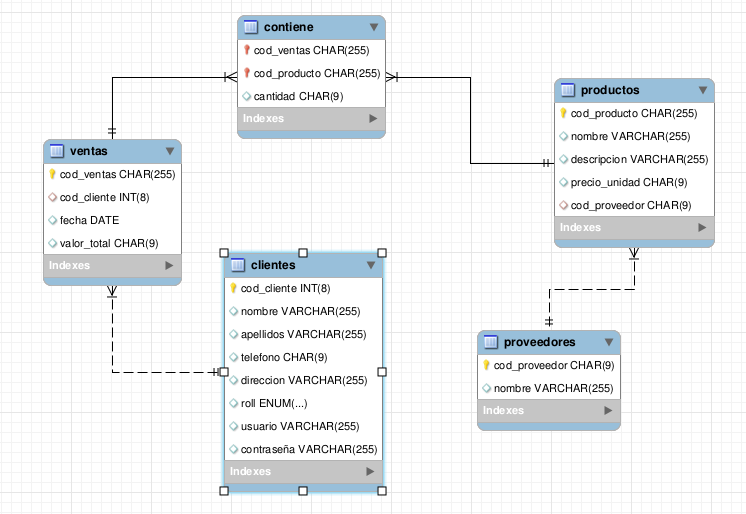 contiene
cod_ventas CHAR(255)
cod_producto CHAR(255)
cantidad CHAR(9)
Indexes
productos
cod_producto CHAR(255)
nombre VARCHAR(255)
descripcion VARCHAR(255)
precio_unidad CHAR(9)
cod_proveedor CHAR(9)
Indexes
ventas
cod_ventas CHAR(255)
cod_cliente INT(8)
fecha DATE
valor_total CHAR(9)
Indexes
clientes
cod_cliente INT(8)
nombre VARCHAR(255)
apellidos VARCHAR(255)
telefono CHAR(9)
direccion VARCHAR(255)
roll ENUM(...)
usuario VARCHAR(255)
contraseña VARCHAR(255)
Indexes
proveedores
cod_proveedor CHAR(9)
nombre VARCHAR(255)
Indexes